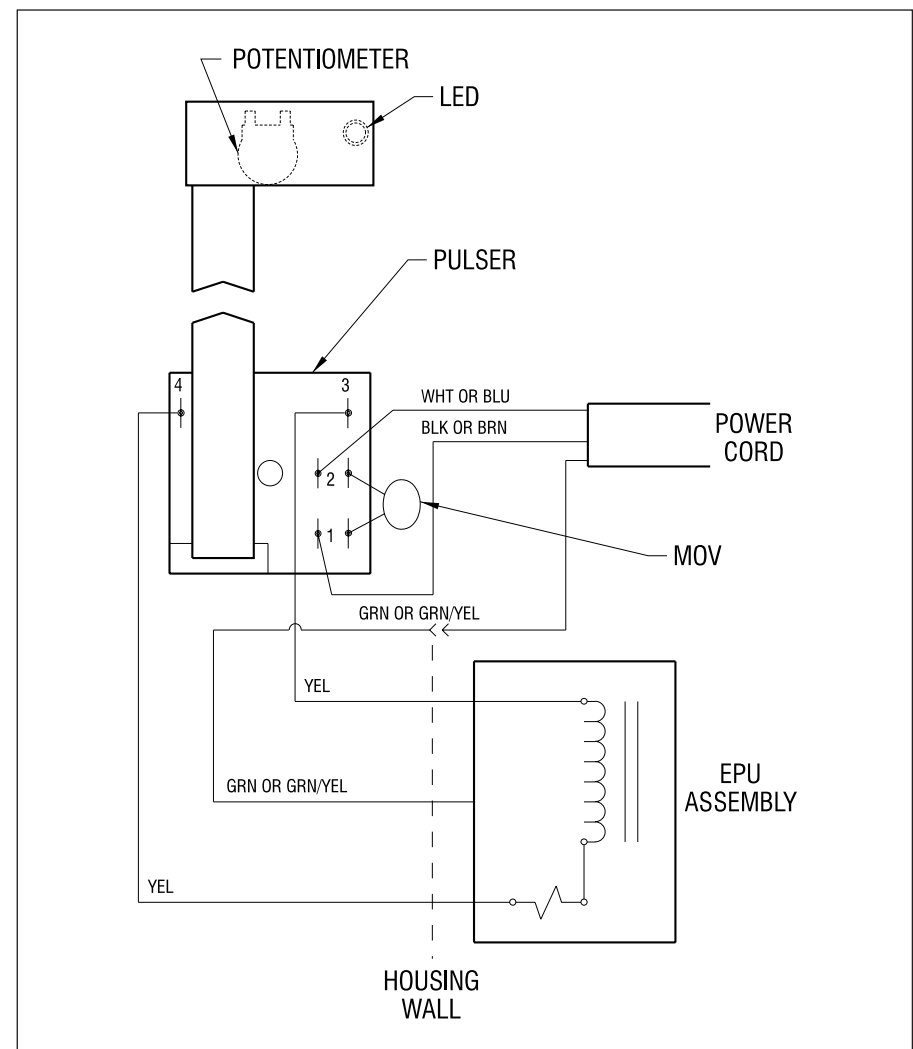 POTENTIOMETER
LED
PULSER
4
3
WHT OR BLU
BLK OR BRN
POWER
CORD
2
1
MOV
GRN OR GRN/YEL
YEL
GRN OR GRN/YEL
EPU
ASSEMBLY
YEL
HOUSING
WALL